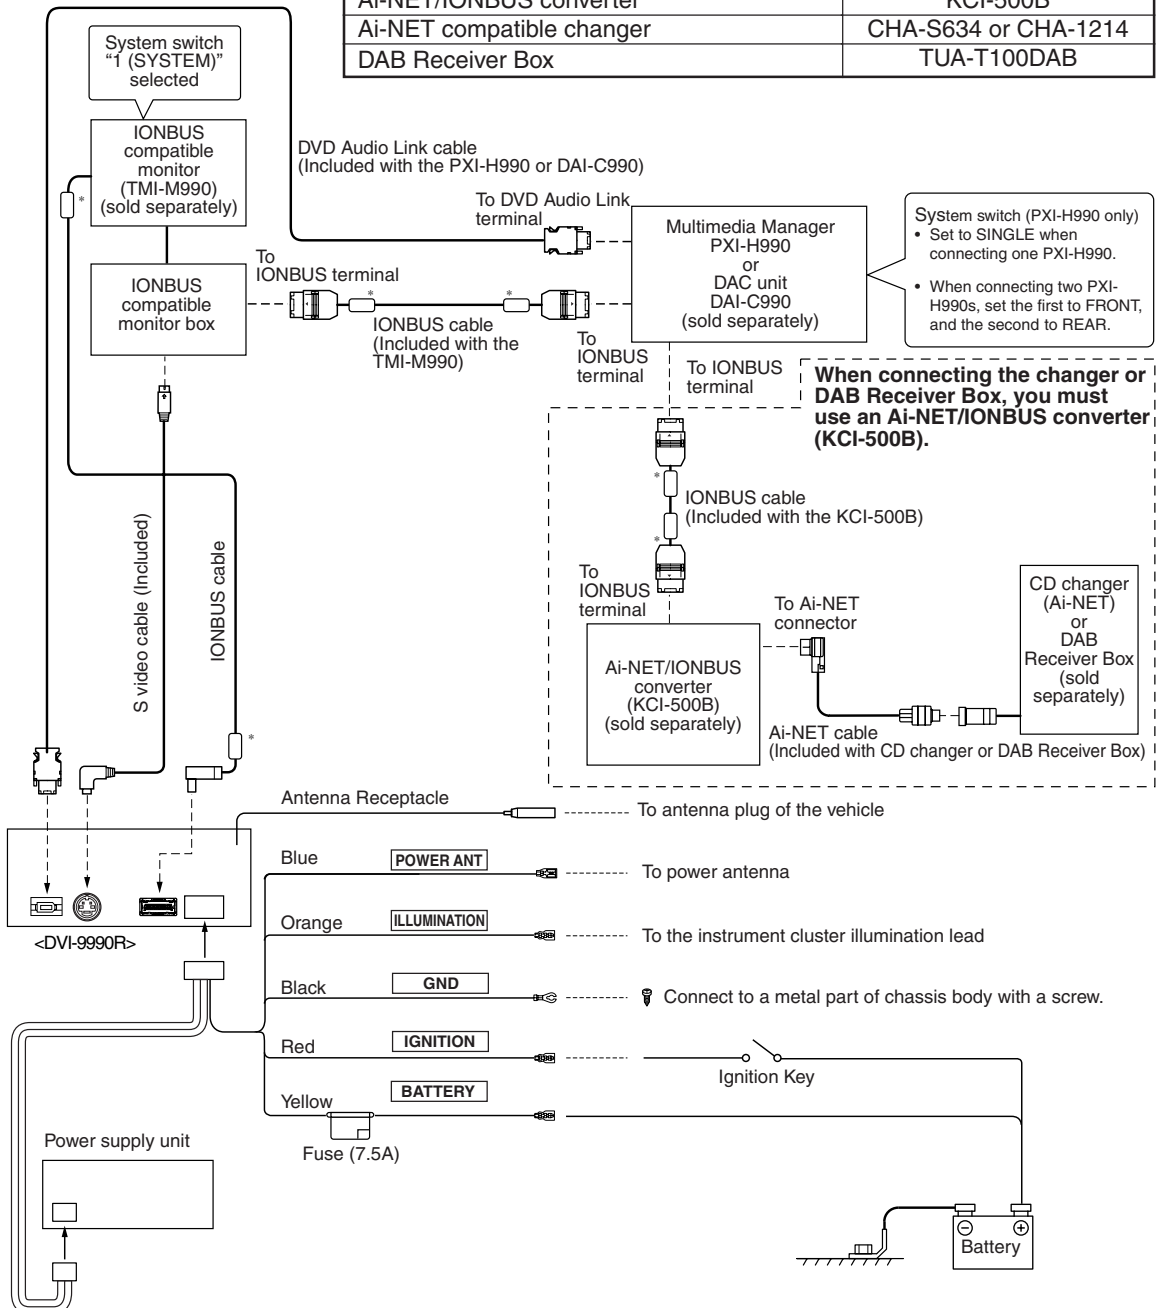 Ai-NET/IONBUS converter KCI-500B
Ai-NET compatible changer CHA-S634 or CHA-1214
DAB Receiver Box TUA-T100DAB
System switch
“1 (SYSTEM)”
selected
IONBUS
compatible
monitor
(TMI-M990)
(sold separately)
*
DVD Audio Link cable
(Included with the PXI-H990 or DAI-C990)
To DVD Audio Link
terminal
Multimedia Manager
PXI-H990
or
DAC unit
DAI-C990
(sold separately)
System switch (PXI-H990 only)
• Set to SINGLE when
connecting one PXI-H990.
• When connecting two PXI-
H990s, set the first to FRONT,
and the second to REAR.
To
IONBUS terminal
IONBUS
compatible
monitor box
*
*
IONBUS cable
(Included with the
TMI-M990)
To
IONBUS
terminal
To IONBUS
terminal
When connecting the changer or
DAB Receiver Box, you must
use an Ai-NET/IONBUS converter
(KCI-500B).
*
IONBUS cable
(Included with the KCI-500B)
*
To
IONBUS
terminal
To Ai-NET
connector
CD changer
(Ai-NET)
or
DAB
Receiver Box
(sold
separately)
Ai-NET/IONBUS
converter
(KCI-500B)
(sold separately)
Ai-NET cable
(Included with CD changer or DAB Receiver Box)
S video cable (Included)
IONBUS cable
*
Antenna Receptacle
To antenna plug of the vehicle
Blue POWER ANT
To power antenna
Orange ILLUMINATION
To the instrument cluster illumination lead
<DVI-9990R>
Black GND
Connect to a metal part of chassis body with a screw.
Red IGNITION
Ignition Key
Yellow BATTERY
Fuse (7.5A)
Power supply unit
Battery